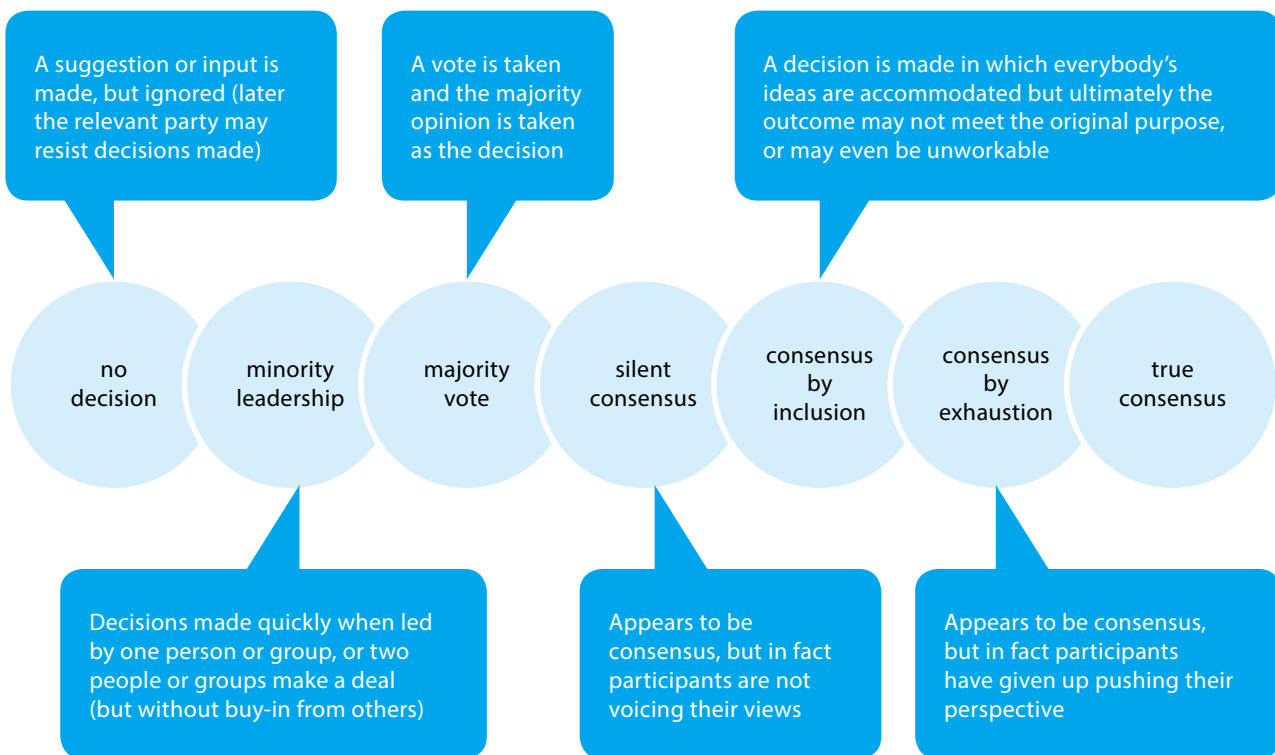 A suggestion or input is
made, but ignored (later
the relevant party may
resist decisions made)
A vote is taken
and the majority
opinion is taken
as the decision
A decision is made in which everybody’s
ideas are accommodated but ultimately the
outcome may not meet the original purpose,
or may even be unworkable
no
decision
minority
leadership
majority
vote
silent
consensus
consensus
by
inclusion
consensus
by
exhaustion
true
consensus
Decisions made quickly when led
by one person or group, or two
people or groups make a deal
(but without buy-in from others)
Appears to be
consensus, but in fact
participants are not
voicing their views
Appears to be consensus,
but in fact participants
have given up pushing their
perspective